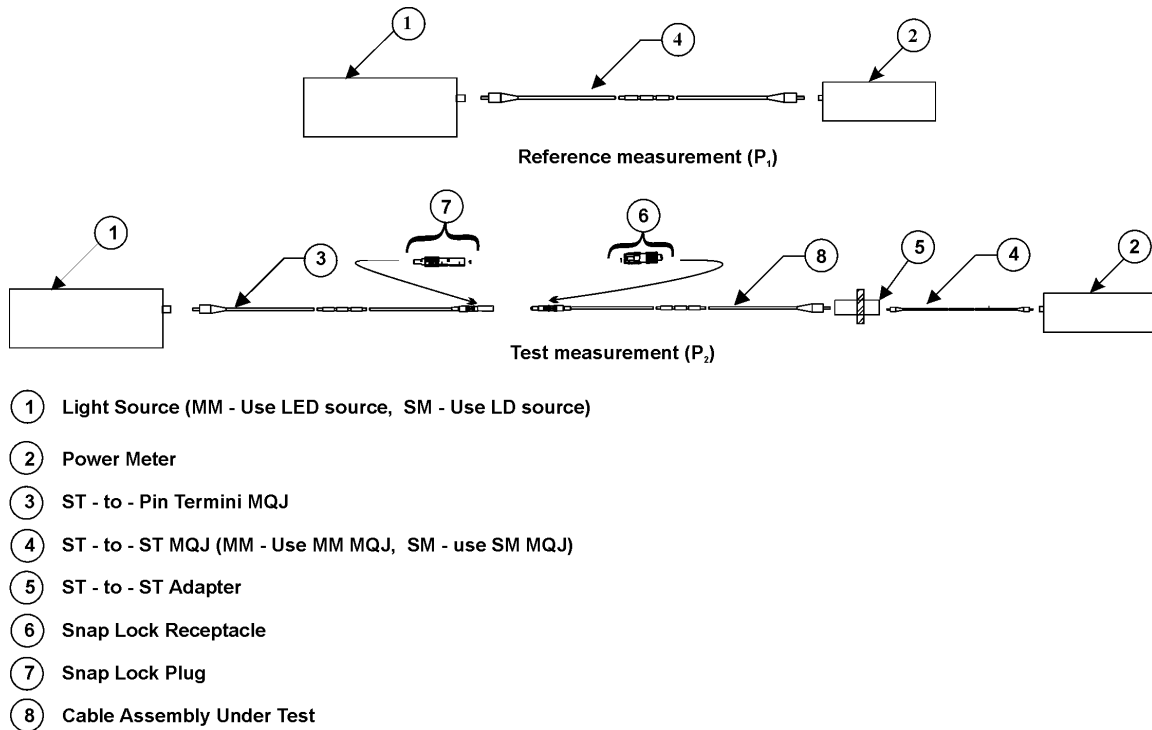 1
4
2
Reference measurement (P₁)
7
6
1
3
8
5
4
2
Test measurement (P₂)
1 Light Source (MM - Use LED source, SM - Use LD source)
2 Power Meter
3 ST - to - Pin Termini MQJ
4 ST - to - ST MQJ (MM - Use MM MQJ, SM - use SM MQJ)
5 ST - to - ST Adapter
6 Snap Lock Receptacle
7 Snap Lock Plug
8 Cable Assembly Under Test